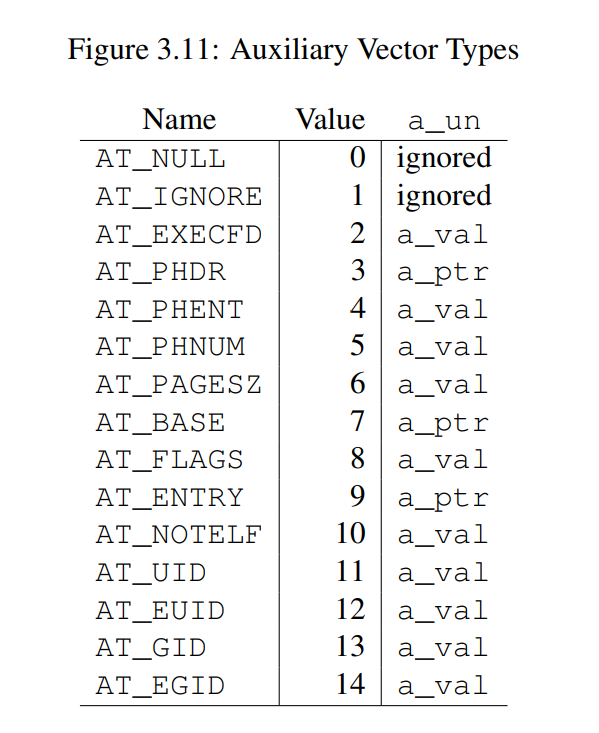 Figure 3.11: Auxiliary Vector Types
Name Value a_un
AT_NULL 0 ignored
AT_IGNORE 1 ignored
AT_EXECFD 2 a_val
AT_PHDR 3 a_ptr
AT_PHENT 4 a_val
AT_PHNUM 5 a_val
AT_PAGESZ 6 a_val
AT_BASE 7 a_ptr
AT_FLAGS 8 a_val
AT_ENTRY 9 a_ptr
AT_NOTELF 10 a_val
AT_UID 11 a_val
AT_EUID 12 a_val
AT_GID 13 a_val
AT_EGID 14 a_val